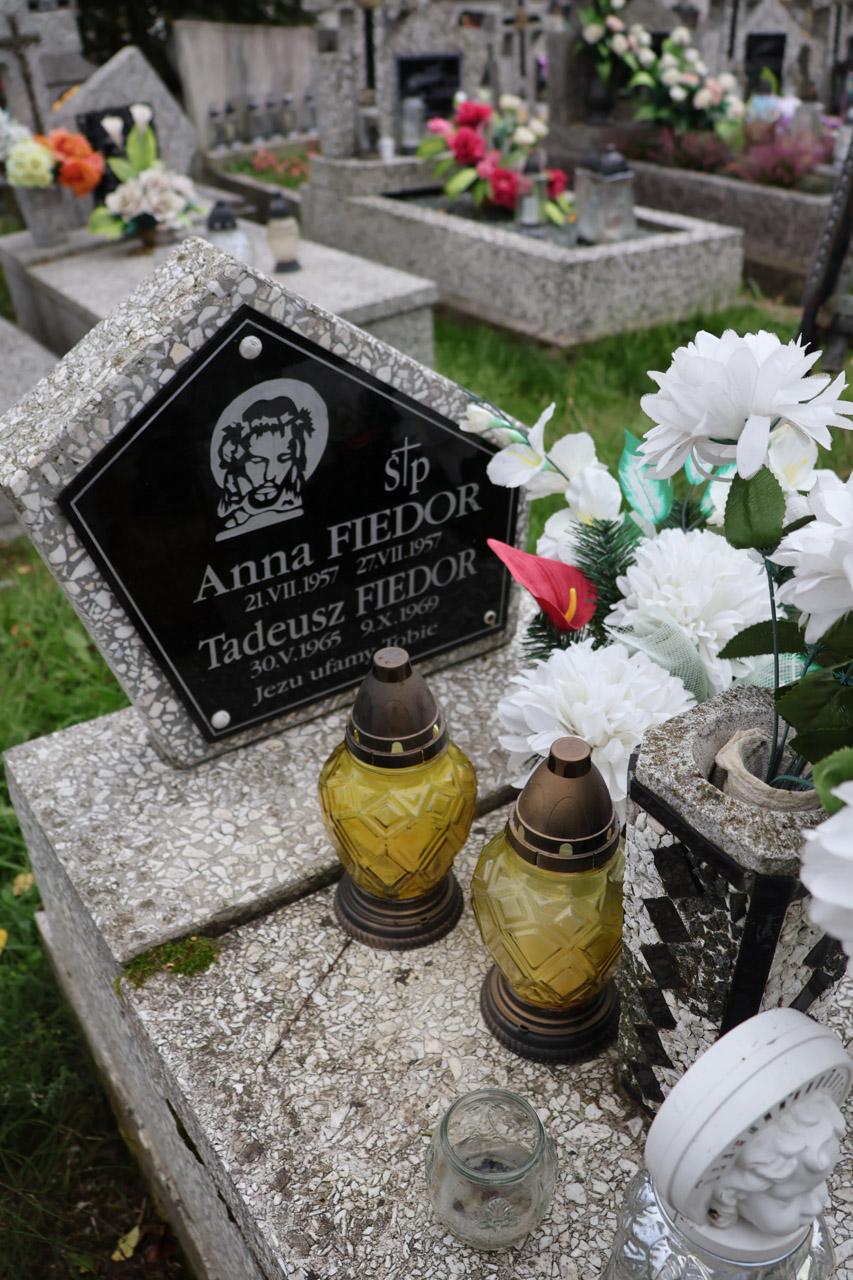 śp
Anna FIEDOR
21.VII.1957 27.VII.1957
Tadeusz FIEDOR
30.V.1965 9.X.1969
Jezu ufamy Tobie